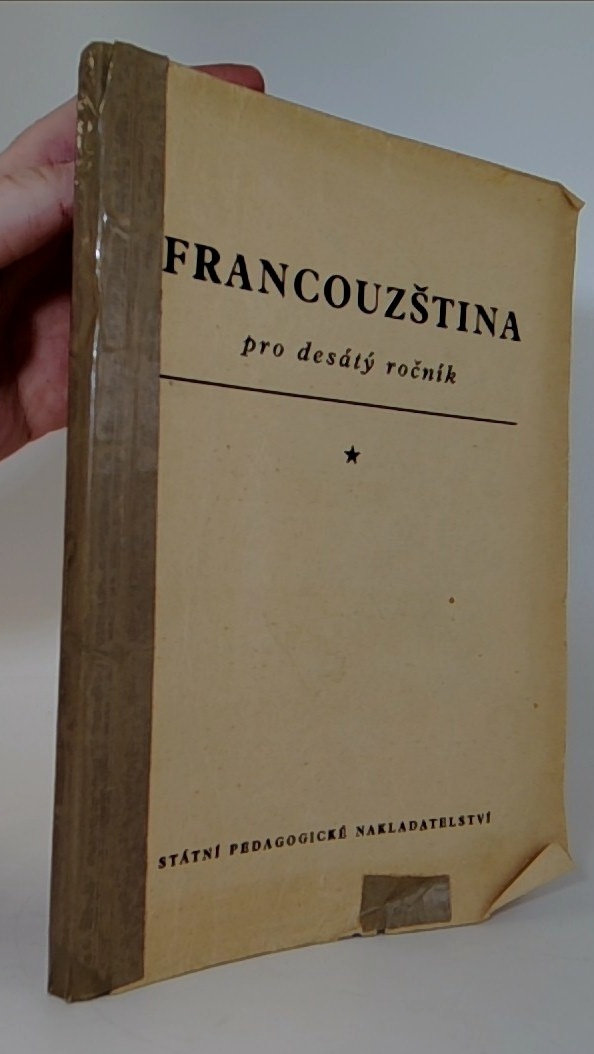 FRANCOUZŠTINA
pro desátý ročník
STÁTNÍ PEDAGOGICKÉ NAKLADATELSTVÍ